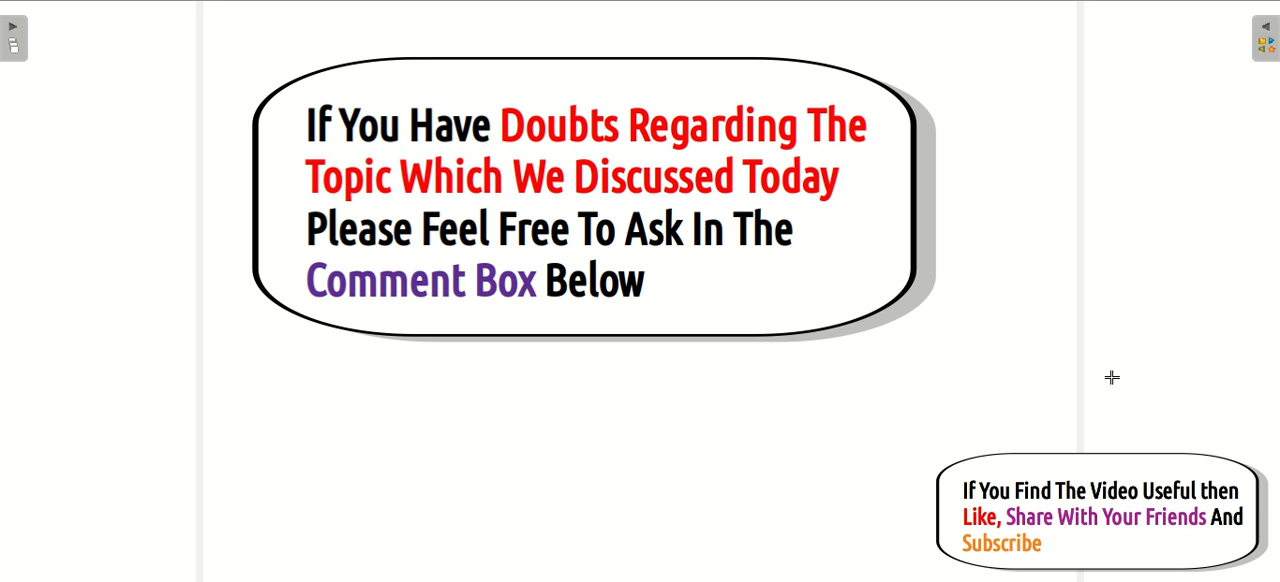 If You Have Doubts Regarding The
Topic Which We Discussed Today
Please Feel Free To Ask In The
Comment Box Below
If You Find The Video Useful then
Like, Share With Your Friends And
Subscribe